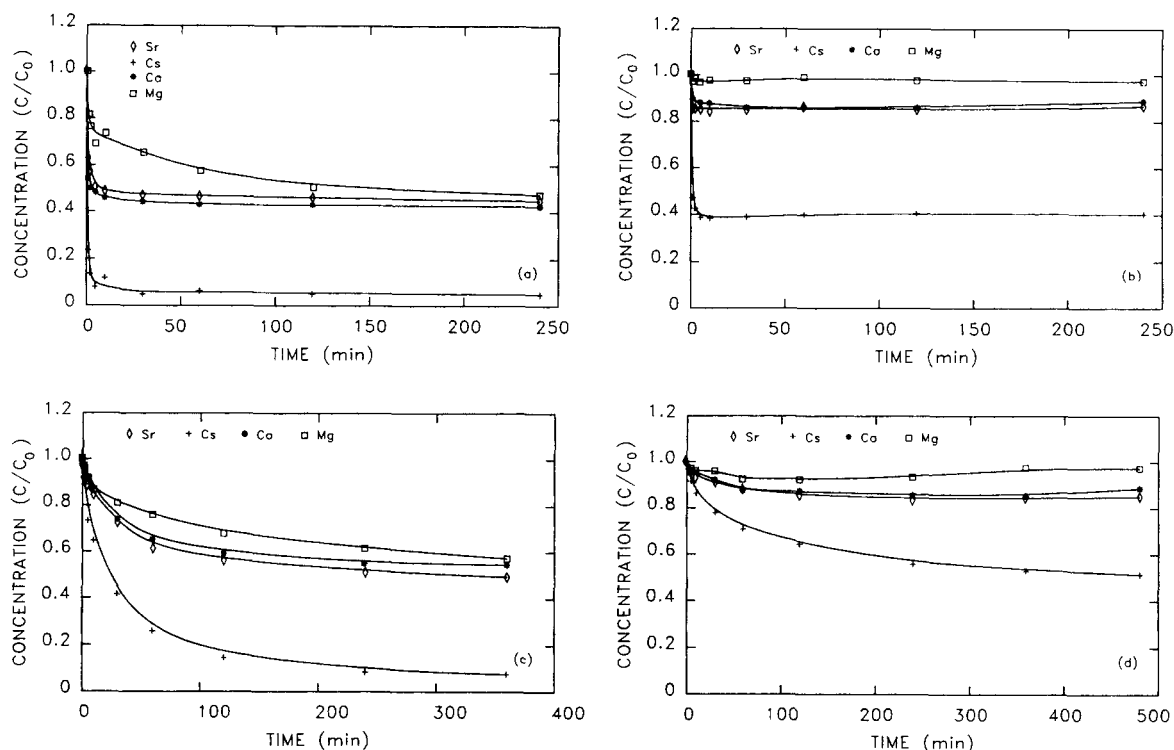 1.2
1.0
0.8
0.6
0.4
0.2
0
CONCENTRATION (C/C₀)
Sr
Cs
Ca
Mg
(a)
0 50 100 150 200 250
TIME (min)
1.2
1.0
0.8
0.6
0.4
0.2
0
CONCENTRATION (C/C₀)
Sr Cs Ca Mg
(b)
0 50 100 150 200 250
TIME (min)
1.2
1.0
0.8
0.6
0.4
0.2
0
CONCENTRATION (C/C₀)
Sr Cs Ca Mg
(c)
0 100 200 300 400
TIME (min)
1.2
1.0
0.8
0.6
0.4
0.2
0
CONCENTRATION (C/C₀)
Sr Cs Ca Mg
(d)
0 100 200 300 400 500
TIME (min)